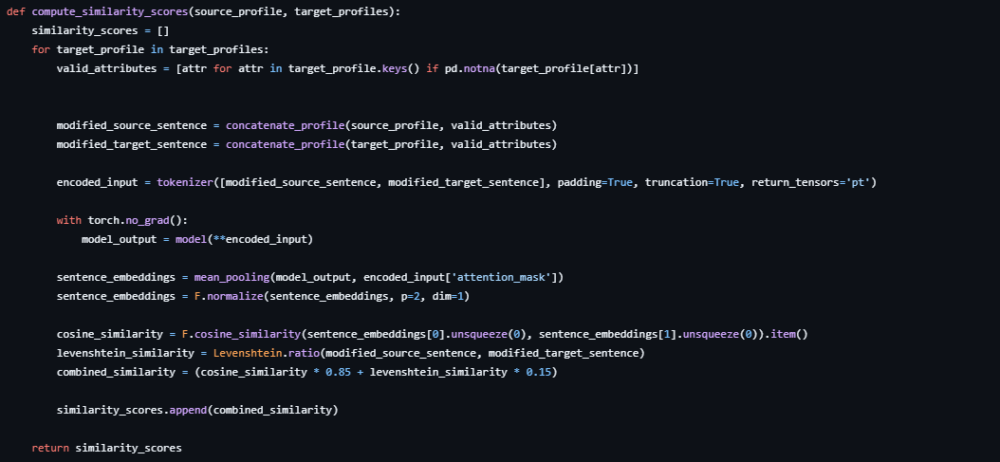 def compute_similarity_scores(source_profile, target_profiles):
    similarity_scores = []
    for target_profile in target_profiles:
        valid_attributes = [attr for attr in target_profile.keys() if pd.notna(target_profile[attr])]
        modified_source_sentence = concatenate_profile(source_profile, valid_attributes)
        modified_target_sentence = concatenate_profile(target_profile, valid_attributes)
        encoded_input = tokenizer([modified_source_sentence, modified_target_sentence], padding=True, truncation=True, return_tensors='pt')
        with torch.no_grad():
            model_output = model(**encoded_input)
        sentence_embeddings = mean_pooling(model_output, encoded_input['attention_mask'])
        sentence_embeddings = F.normalize(sentence_embeddings, p=2, dim=1)
        cosine_similarity = F.cosine_similarity(sentence_embeddings[0].unsqueeze(0), sentence_embeddings[1].unsqueeze(0)).item()
        levenshtein_similarity = Levenshtein.ratio(modified_source_sentence, modified_target_sentence)
        combined_similarity = (cosine_similarity * 0.85 + levenshtein_similarity * 0.15)
        similarity_scores.append(combined_similarity)
    return similarity_scores